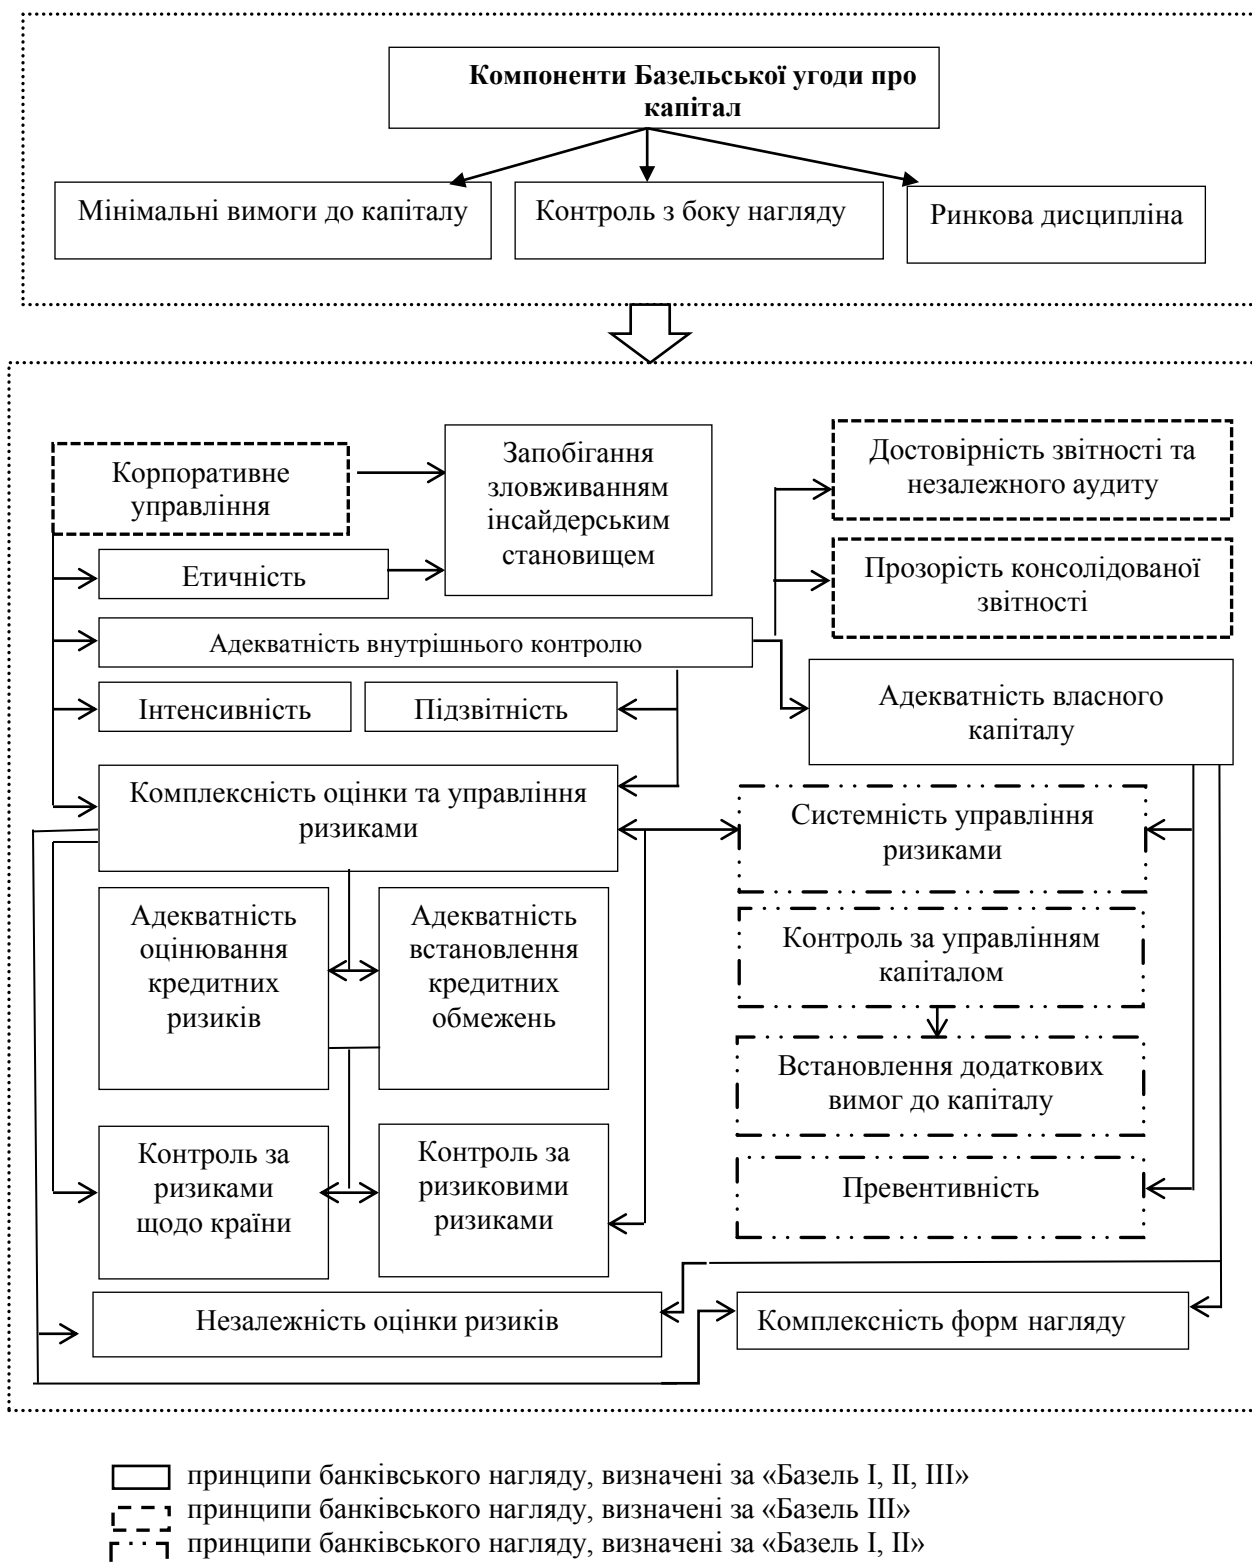 Компоненти Базельської угоди про
капітал
Мінімальні вимоги до капіталу
Контроль з боку нагляду
Ринкова дисципліна
Корпоративне
управління
Запобігання
зловживанням
інсайдерським
становищем
Достовірність звітності та
незалежного аудиту
Етичність
Прозорість консолідованої
звітності
Адекватність внутрішнього контролю
Інтенсивність
Підзвітність
Адекватність власного
капіталу
Комплексність оцінки та управління
ризиками
Системність управління
ризиками
Адекватність
оцінювання
кредитних
ризиків
Адекватність
встановлення
кредитних
обмежень
Контроль за управлінням
капіталом
Встановлення додаткових
вимог до капіталу
Контроль за
ризиками
щодо країни
Контроль за
ризиковими
ризиками
Превентивність
Незалежність оцінки ризиків
Комплексність форм нагляду
принципи банківського нагляду, визначені за «Базель І, ІІ, ІІІ»
принципи банківського нагляду, визначені за «Базель ІІІ»
принципи банківського нагляду, визначені за «Базель І, ІІ»